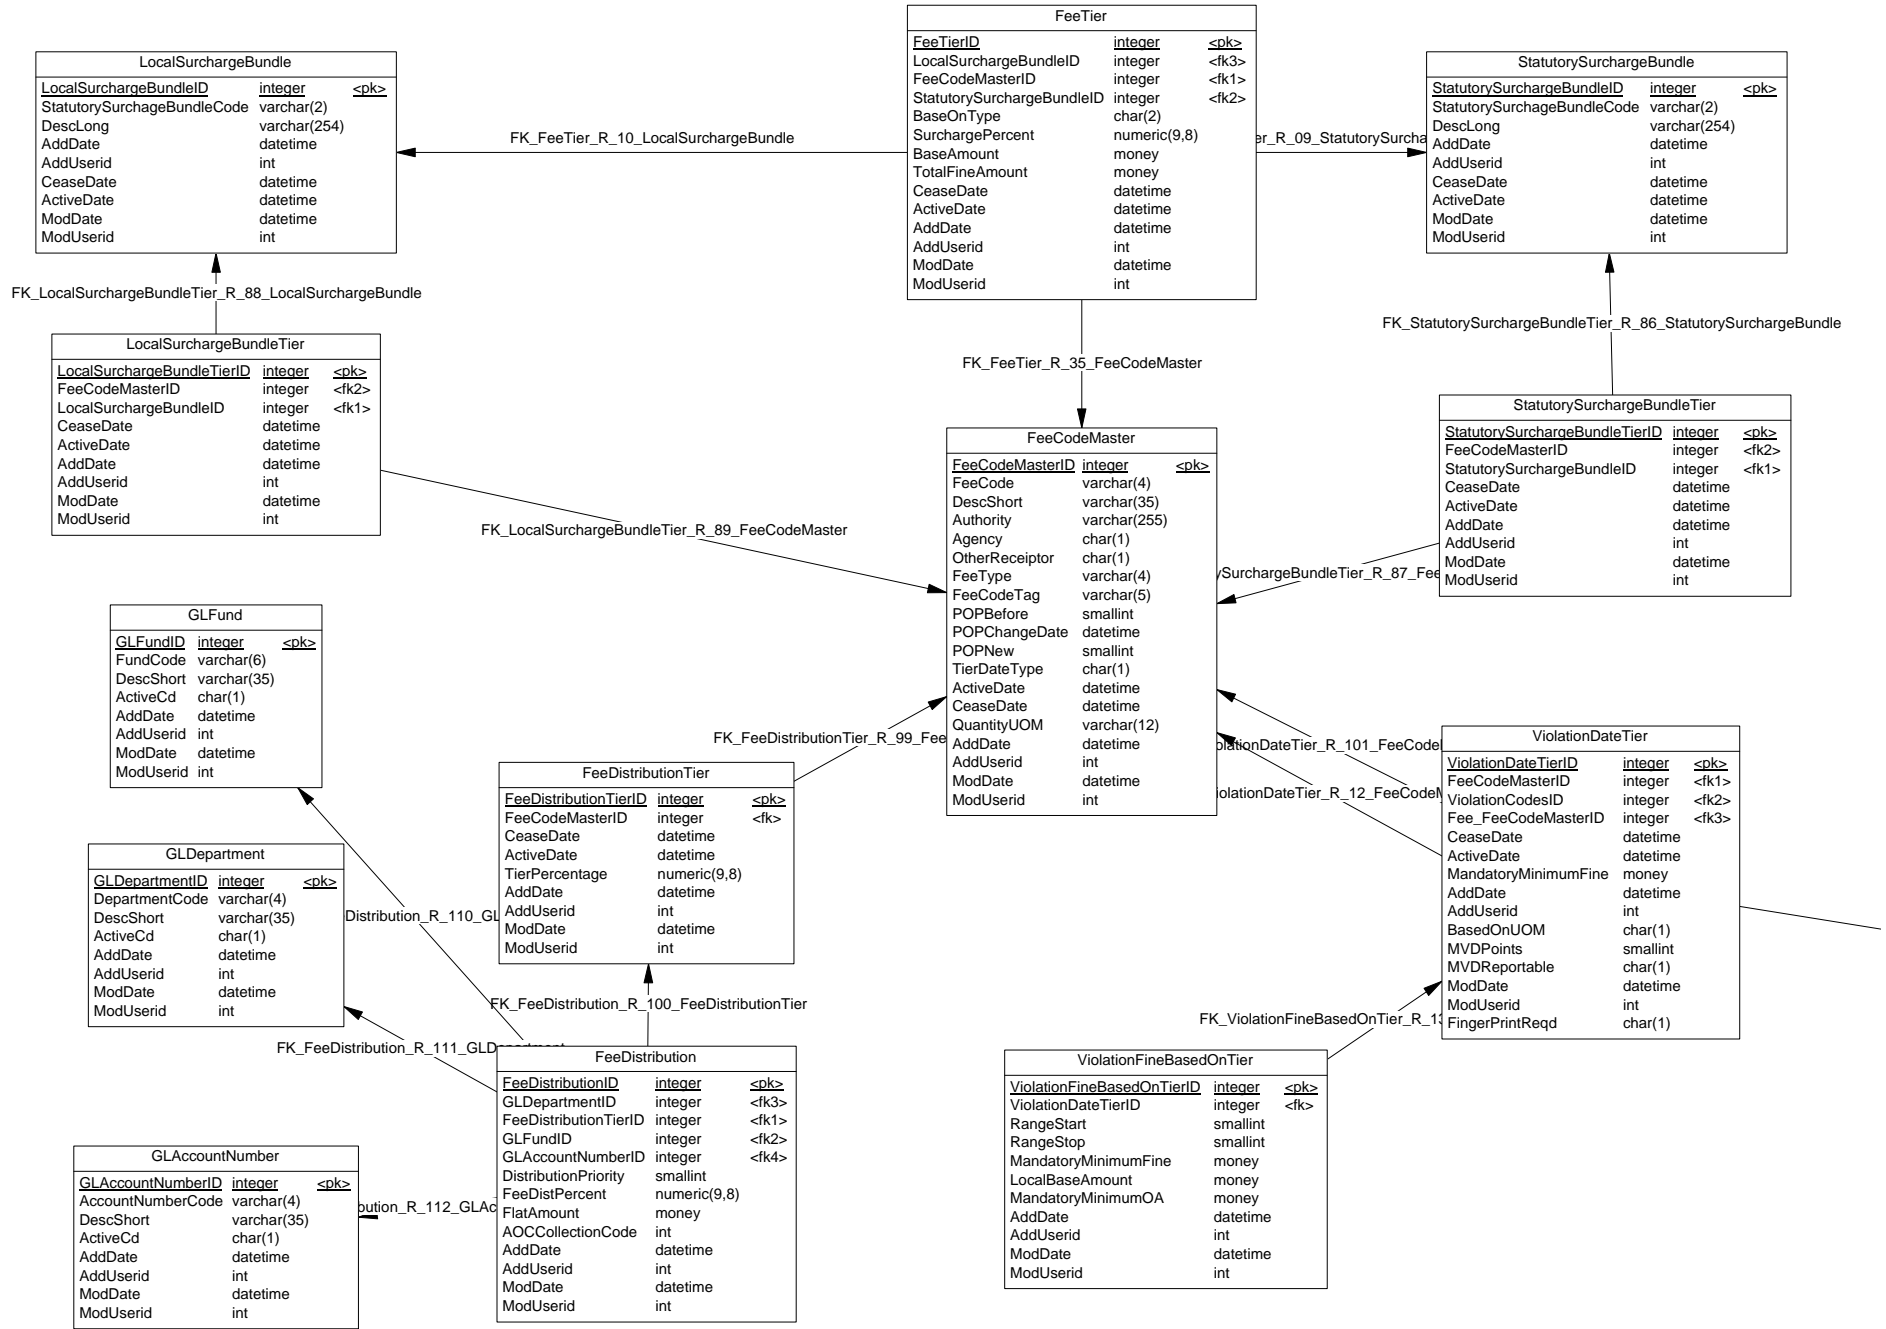 FeeTier
FeeTierID integer <pk>
LocalSurchargeBundleID integer <fk3>
FeeCodeMasterID integer <fk1>
StatutorySurchargeBundleID integer <fk2>
BaseOnType char(2)
SurchargePercent numeric(9,8)
BaseAmount money
TotalFineAmount money
CeaseDate datetime
ActiveDate datetime
AddDate datetime
AddUserid int
ModDate datetime
ModUserid int
LocalSurchargeBundle
LocalSurchargeBundleID integer <pk>
StatutorySurchageBundleCode varchar(2)
DescLong varchar(254)
AddDate datetime
AddUserid int
CeaseDate datetime
ActiveDate datetime
ModDate datetime
ModUserid int
FK_FeeTier_R_10_LocalSurchargeBundle
er_R_09_StatutorySurcha
StatutorySurchargeBundle
StatutorySurchargeBundleID integer <pk>
StatutorySurchageBundleCode varchar(2)
DescLong varchar(254)
AddDate datetime
AddUserid int
CeaseDate datetime
ActiveDate datetime
ModDate datetime
ModUserid int
FK_LocalSurchargeBundleTier_R_88_LocalSurchargeBundle
FK_StatutorySurchargeBundleTier_R_86_StatutorySurchargeBundle
FK_FeeTier_R_35_FeeCodeMaster
LocalSurchargeBundleTier
LocalSurchargeBundleTierID integer <pk>
FeeCodeMasterID integer <fk2>
LocalSurchargeBundleID integer <fk1>
CeaseDate datetime
ActiveDate datetime
AddDate datetime
AddUserid int
ModDate datetime
ModUserid int
FK_LocalSurchargeBundleTier_R_89_FeeCodeMaster
FeeCodeMaster
FeeCodeMasterID integer <pk>
FeeCode varchar(4)
DescShort varchar(35)
Authority varchar(255)
Agency char(1)
OtherReceiptor char(1)
FeeType varchar(4)
FeeCodeTag varchar(5)
POPBefore smallint
POPChangeDate datetime
POPNew smallint
TierDateType char(1)
ActiveDate datetime
CeaseDate datetime
QuantityUOM varchar(12)
AddDate datetime
AddUserid int
ModDate datetime
ModUserid int
StatutorySurchargeBundleTier
StatutorySurchargeBundleTierID integer <pk>
FeeCodeMasterID integer <fk2>
StatutorySurchargeBundleID integer <fk1>
CeaseDate datetime
ActiveDate datetime
AddDate datetime
AddUserid int
ModDate datetime
ModUserid int
ySurchargeBundleTier_R_87_Fee
GLFund
GLFundID integer <pk>
FundCode varchar(6)
DescShort varchar(35)
ActiveCd char(1)
AddDate datetime
AddUserid int
ModDate datetime
ModUserid int
FK_FeeDistributionTier_R_99_Fee
FeeDistributionTier
FeeDistributionTierID integer <pk>
FeeCodeMasterID integer <fk>
CeaseDate datetime
ActiveDate datetime
TierPercentage numeric(9,8)
AddDate datetime
AddUserid int
ModDate datetime
ModUserid int
olationDateTier_R_101_FeeCode
iolationDateTier_R_12_FeeCode
ViolationDateTier
ViolationDateTierID integer <pk>
FeeCodeMasterID integer <fk1>
ViolationCodesID integer <fk2>
Fee_FeeCodeMasterID integer <fk3>
CeaseDate datetime
ActiveDate datetime
MandatoryMinimumFine money
AddDate datetime
AddUserid int
BasedOnUOM char(1)
MVDPoints smallint
MVDReportable char(1)
ModDate datetime
ModUserid int
FingerPrintReqd char(1)
GLDepartment
GLDepartmentID integer <pk>
DepartmentCode varchar(4)
DescShort varchar(35)
ActiveCd char(1)
AddDate datetime
AddUserid int
ModDate datetime
ModUserid int
Distribution_R_110_GL
FK_FeeDistribution_R_100_FeeDistributionTier
FK_FeeDistribution_R_111_GLDepartment
FK_ViolationFineBasedOnTier_R_13
FeeDistribution
FeeDistributionID integer <pk>
GLDepartmentID integer <fk3>
FeeDistributionTierID integer <fk1>
GLFundID integer <fk2>
GLAccountNumberID integer <fk4>
DistributionPriority smallint
FeeDistPercent numeric(9,8)
FlatAmount money
AOCCollectionCode int
AddDate datetime
AddUserid int
ModDate datetime
ModUserid int
ViolationFineBasedOnTier
ViolationFineBasedOnTierID integer <pk>
ViolationDateTierID integer <fk>
RangeStart smallint
RangeStop smallint
MandatoryMinimumFine money
LocalBaseAmount money
MandatoryMinimumOA money
AddDate datetime
AddUserid int
ModDate datetime
ModUserid int
GLAccountNumber
GLAccountNumberID integer <pk>
AccountNumberCode varchar(4)
DescShort varchar(35)
ActiveCd char(1)
AddDate datetime
AddUserid int
ModDate datetime
ModUserid int
bution_R_112_GLAc